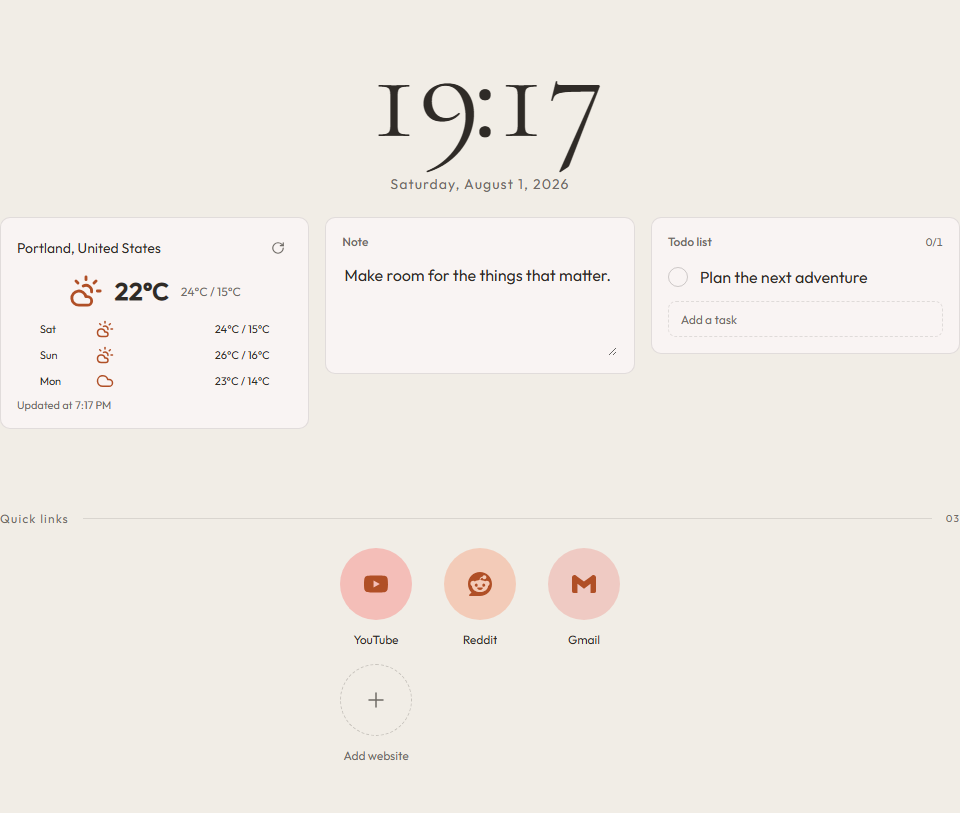 19:17
Saturday, August 1, 2026
Portland, United States
22°C 24°C / 15°C
Sat 24°C / 15°C
Sun 26°C / 16°C
Mon 23°C / 14°C
Updated at 7:17 PM
Note
Make room for the things that matter.
Todo list 0/1
Plan the next adventure
Add a task
Quick links 03
YouTube Reddit Gmail
Add website